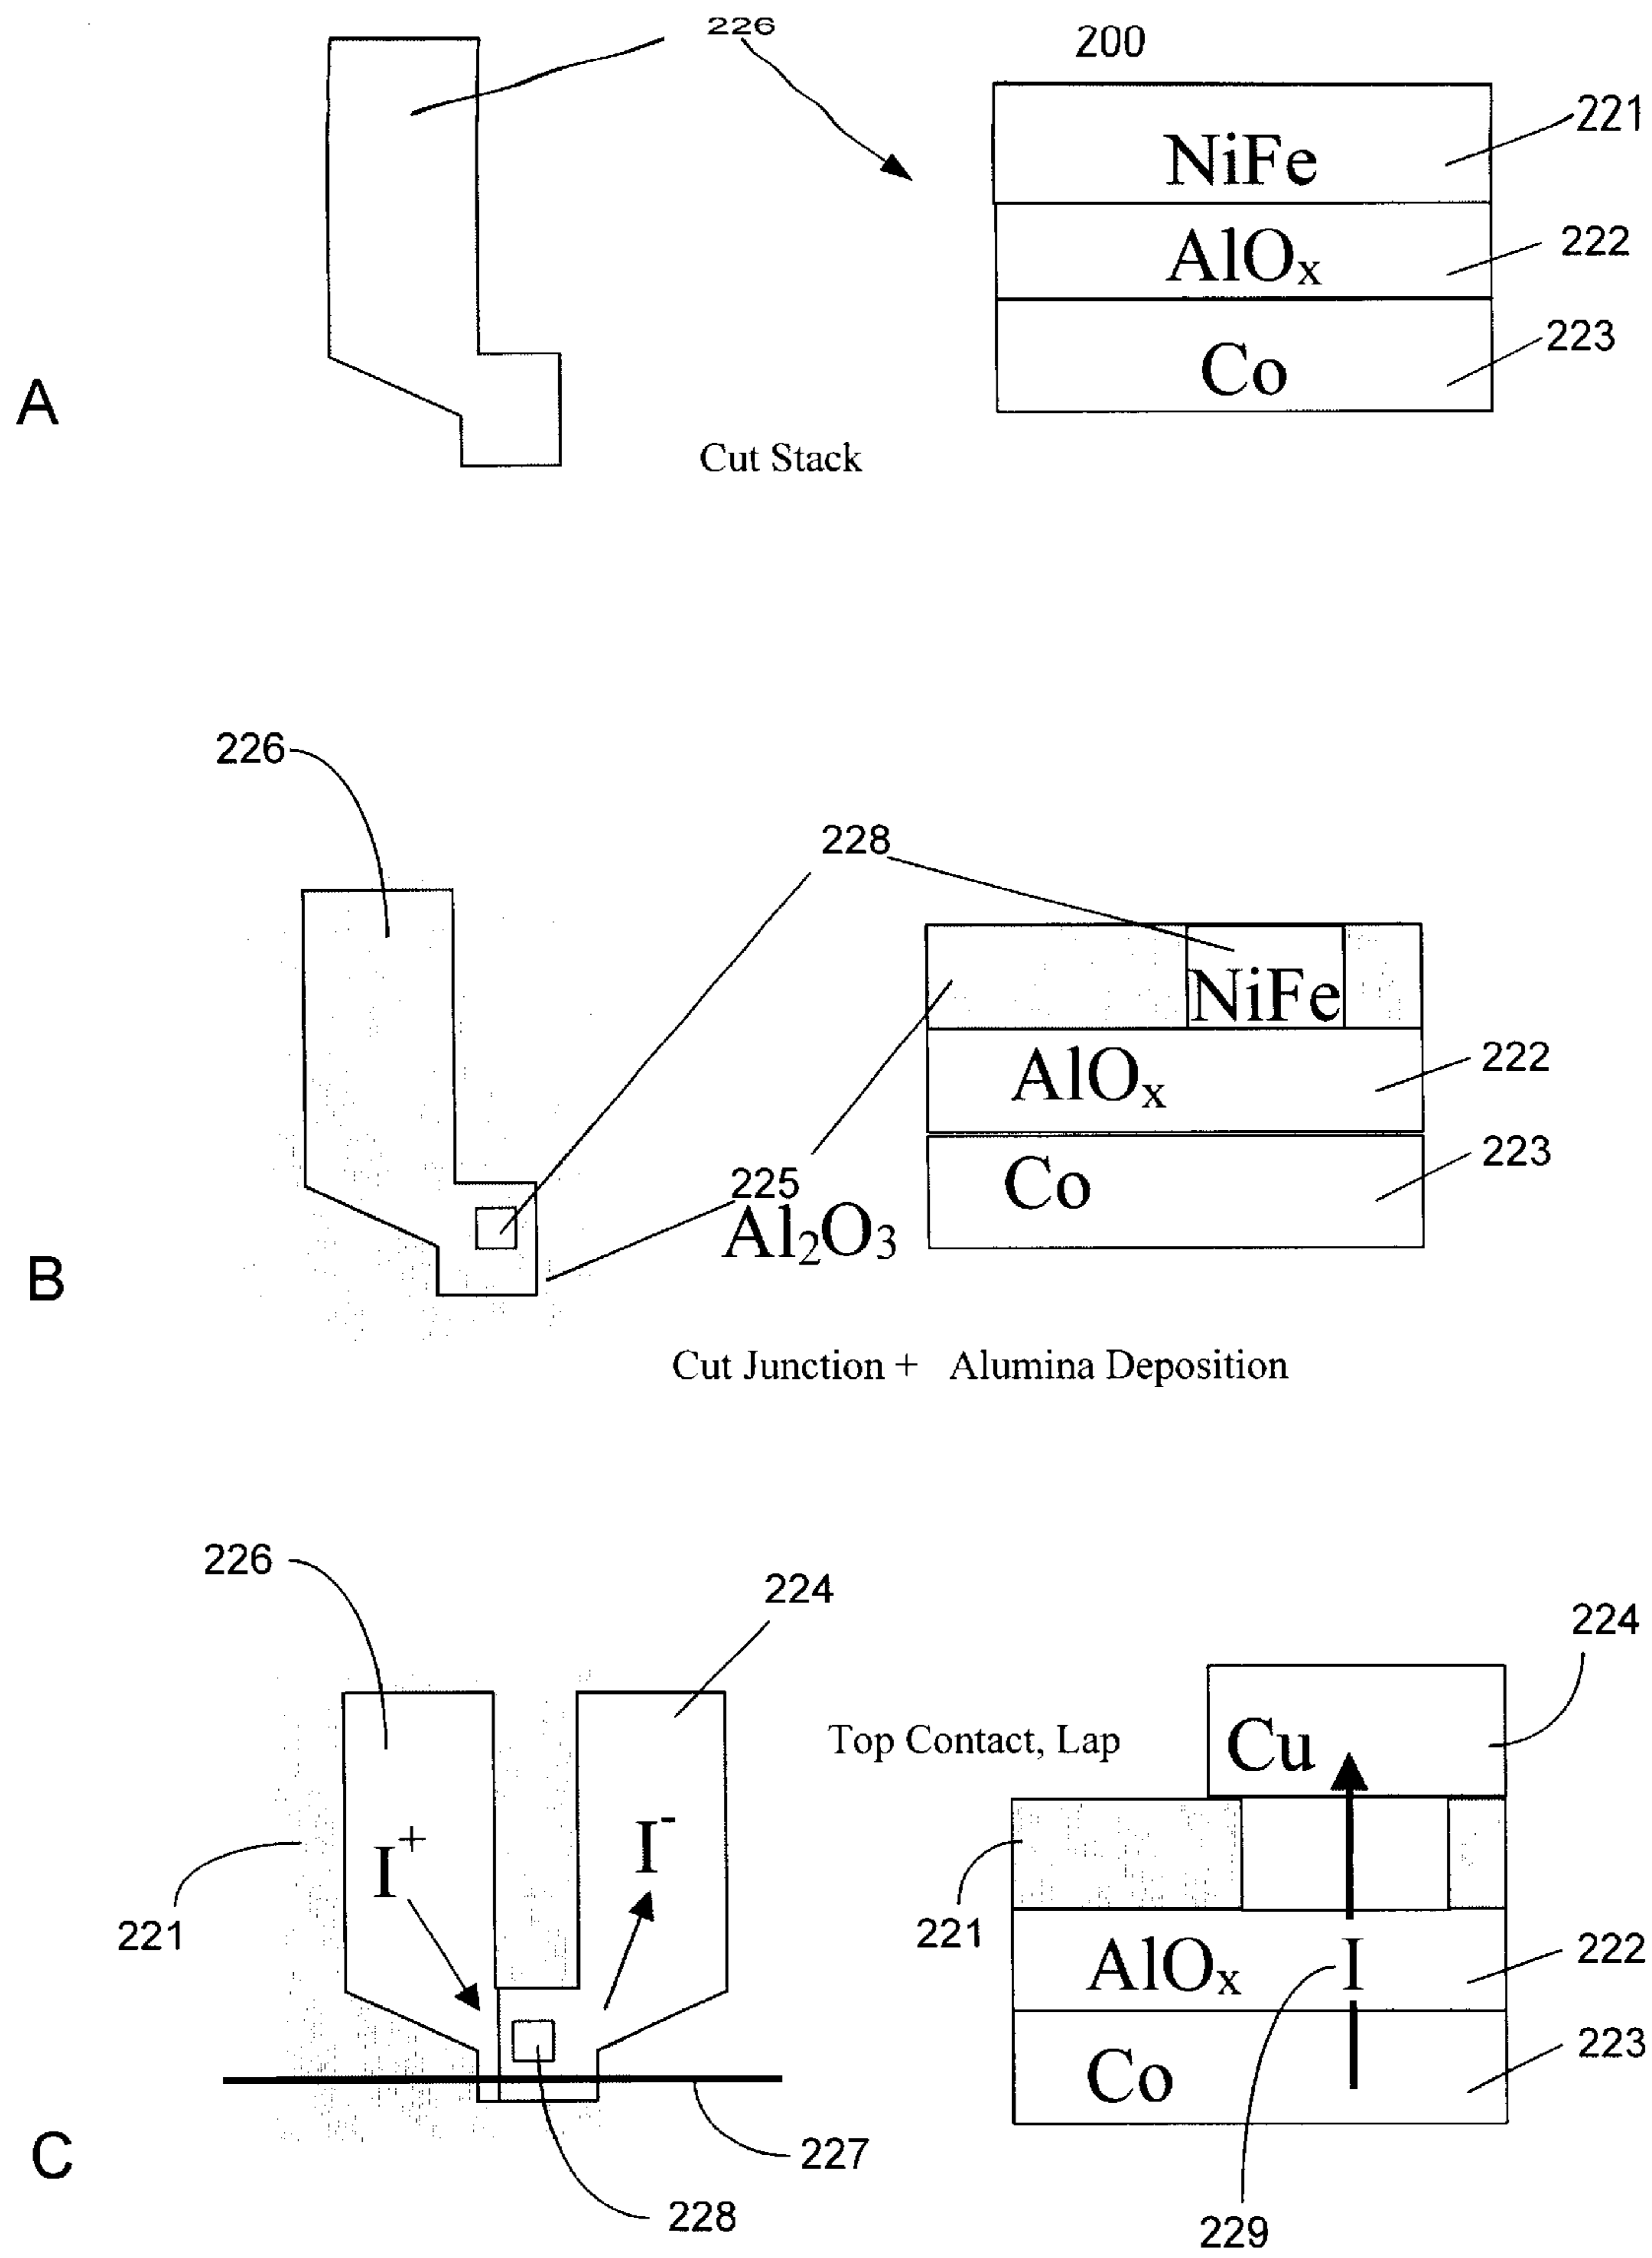 226
200
221
NiFe
222
AlOx
223
Co
A
Cut Stack
226
228
NiFe
222
AlOx
225
223
Co
Al2O3
B
Cut Junction + Alumina Deposition
226
224
224
Top Contact, Lap
Cu
I+
I-
221
221
222
AlOx
I
223
Co
C
227
228
229